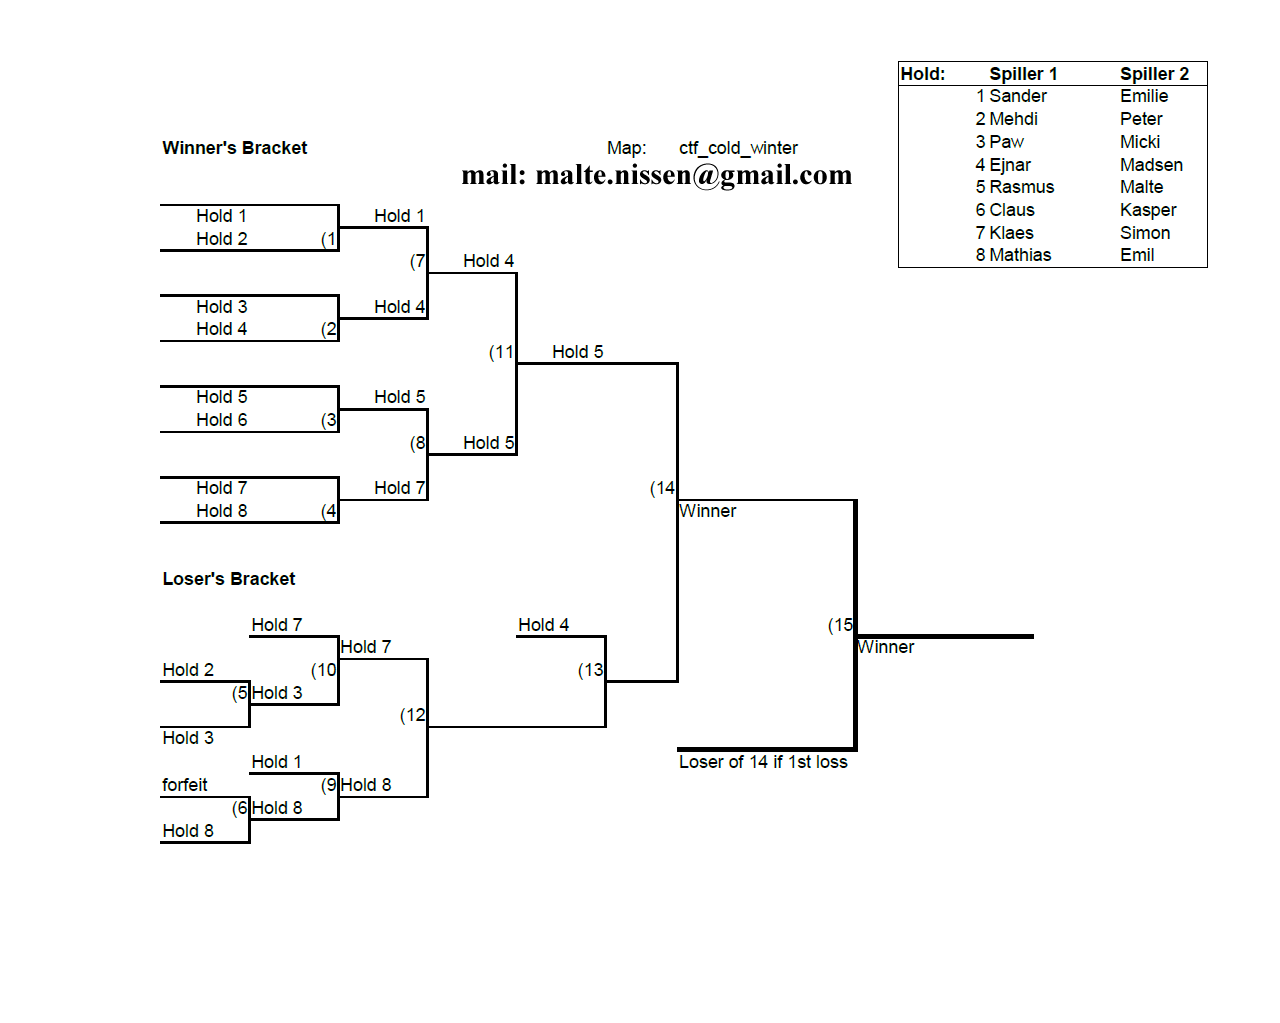 Hold: Spiller 1 Spiller 2
1 Sander Emilie
2 Mehdi Peter
3 Paw Micki
4 Ejnar Madsen
5 Rasmus Malte
6 Claus Kasper
7 Klaes Simon
8 Mathias Emil
Winner's Bracket Map: ctf_cold_winter
mail: malte.nissen@gmail.com
Hold 1 Hold 1
Hold 2 (1
(7 Hold 4
Hold 3 Hold 4
Hold 4 (2
(11 Hold 5
Hold 5 Hold 5
Hold 6 (3
(8 Hold 5
Hold 7 Hold 7 (14
Hold 8 (4 Winner
Loser's Bracket
Hold 7 Hold 4 (15
Hold 7 Winner
Hold 2 (10 (13
(5 Hold 3
(12
Hold 3
Hold 1 Loser of 14 if 1st loss
forfeit (9 Hold 8
(6 Hold 8
Hold 8